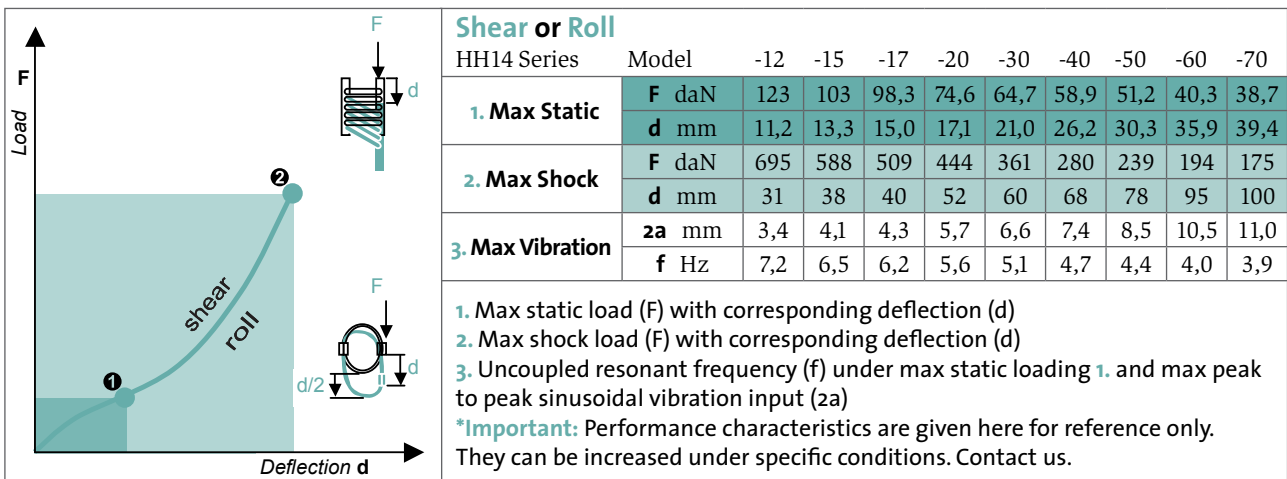 F
Load
F
d
❷
shear
roll
F
d
d/2
❶
Deflection d
Shear or Roll
HH14 Series Model -12 -15 -17 -20 -30 -40 -50 -60 -70
1. Max Static
F daN 123 103 98,3 74,6 64,7 58,9 51,2 40,3 38,7
d mm 11,2 13,3 15,0 17,1 21,0 26,2 30,3 35,9 39,4
2. Max Shock
F daN 695 588 509 444 361 280 239 194 175
d mm 31 38 40 52 60 68 78 95 100
3. Max Vibration
2a mm 3,4 4,1 4,3 5,7 6,6 7,4 8,5 10,5 11,0
f Hz 7,2 6,5 6,2 5,6 5,1 4,7 4,4 4,0 3,9
1. Max static load (F) with corresponding deflection (d)
2. Max shock load (F) with corresponding deflection (d)
3. Uncoupled resonant frequency (f) under max static loading 1. and max peak
to peak sinusoidal vibration input (2a)
*Important: Performance characteristics are given here for reference only.
They can be increased under specific conditions. Contact us.